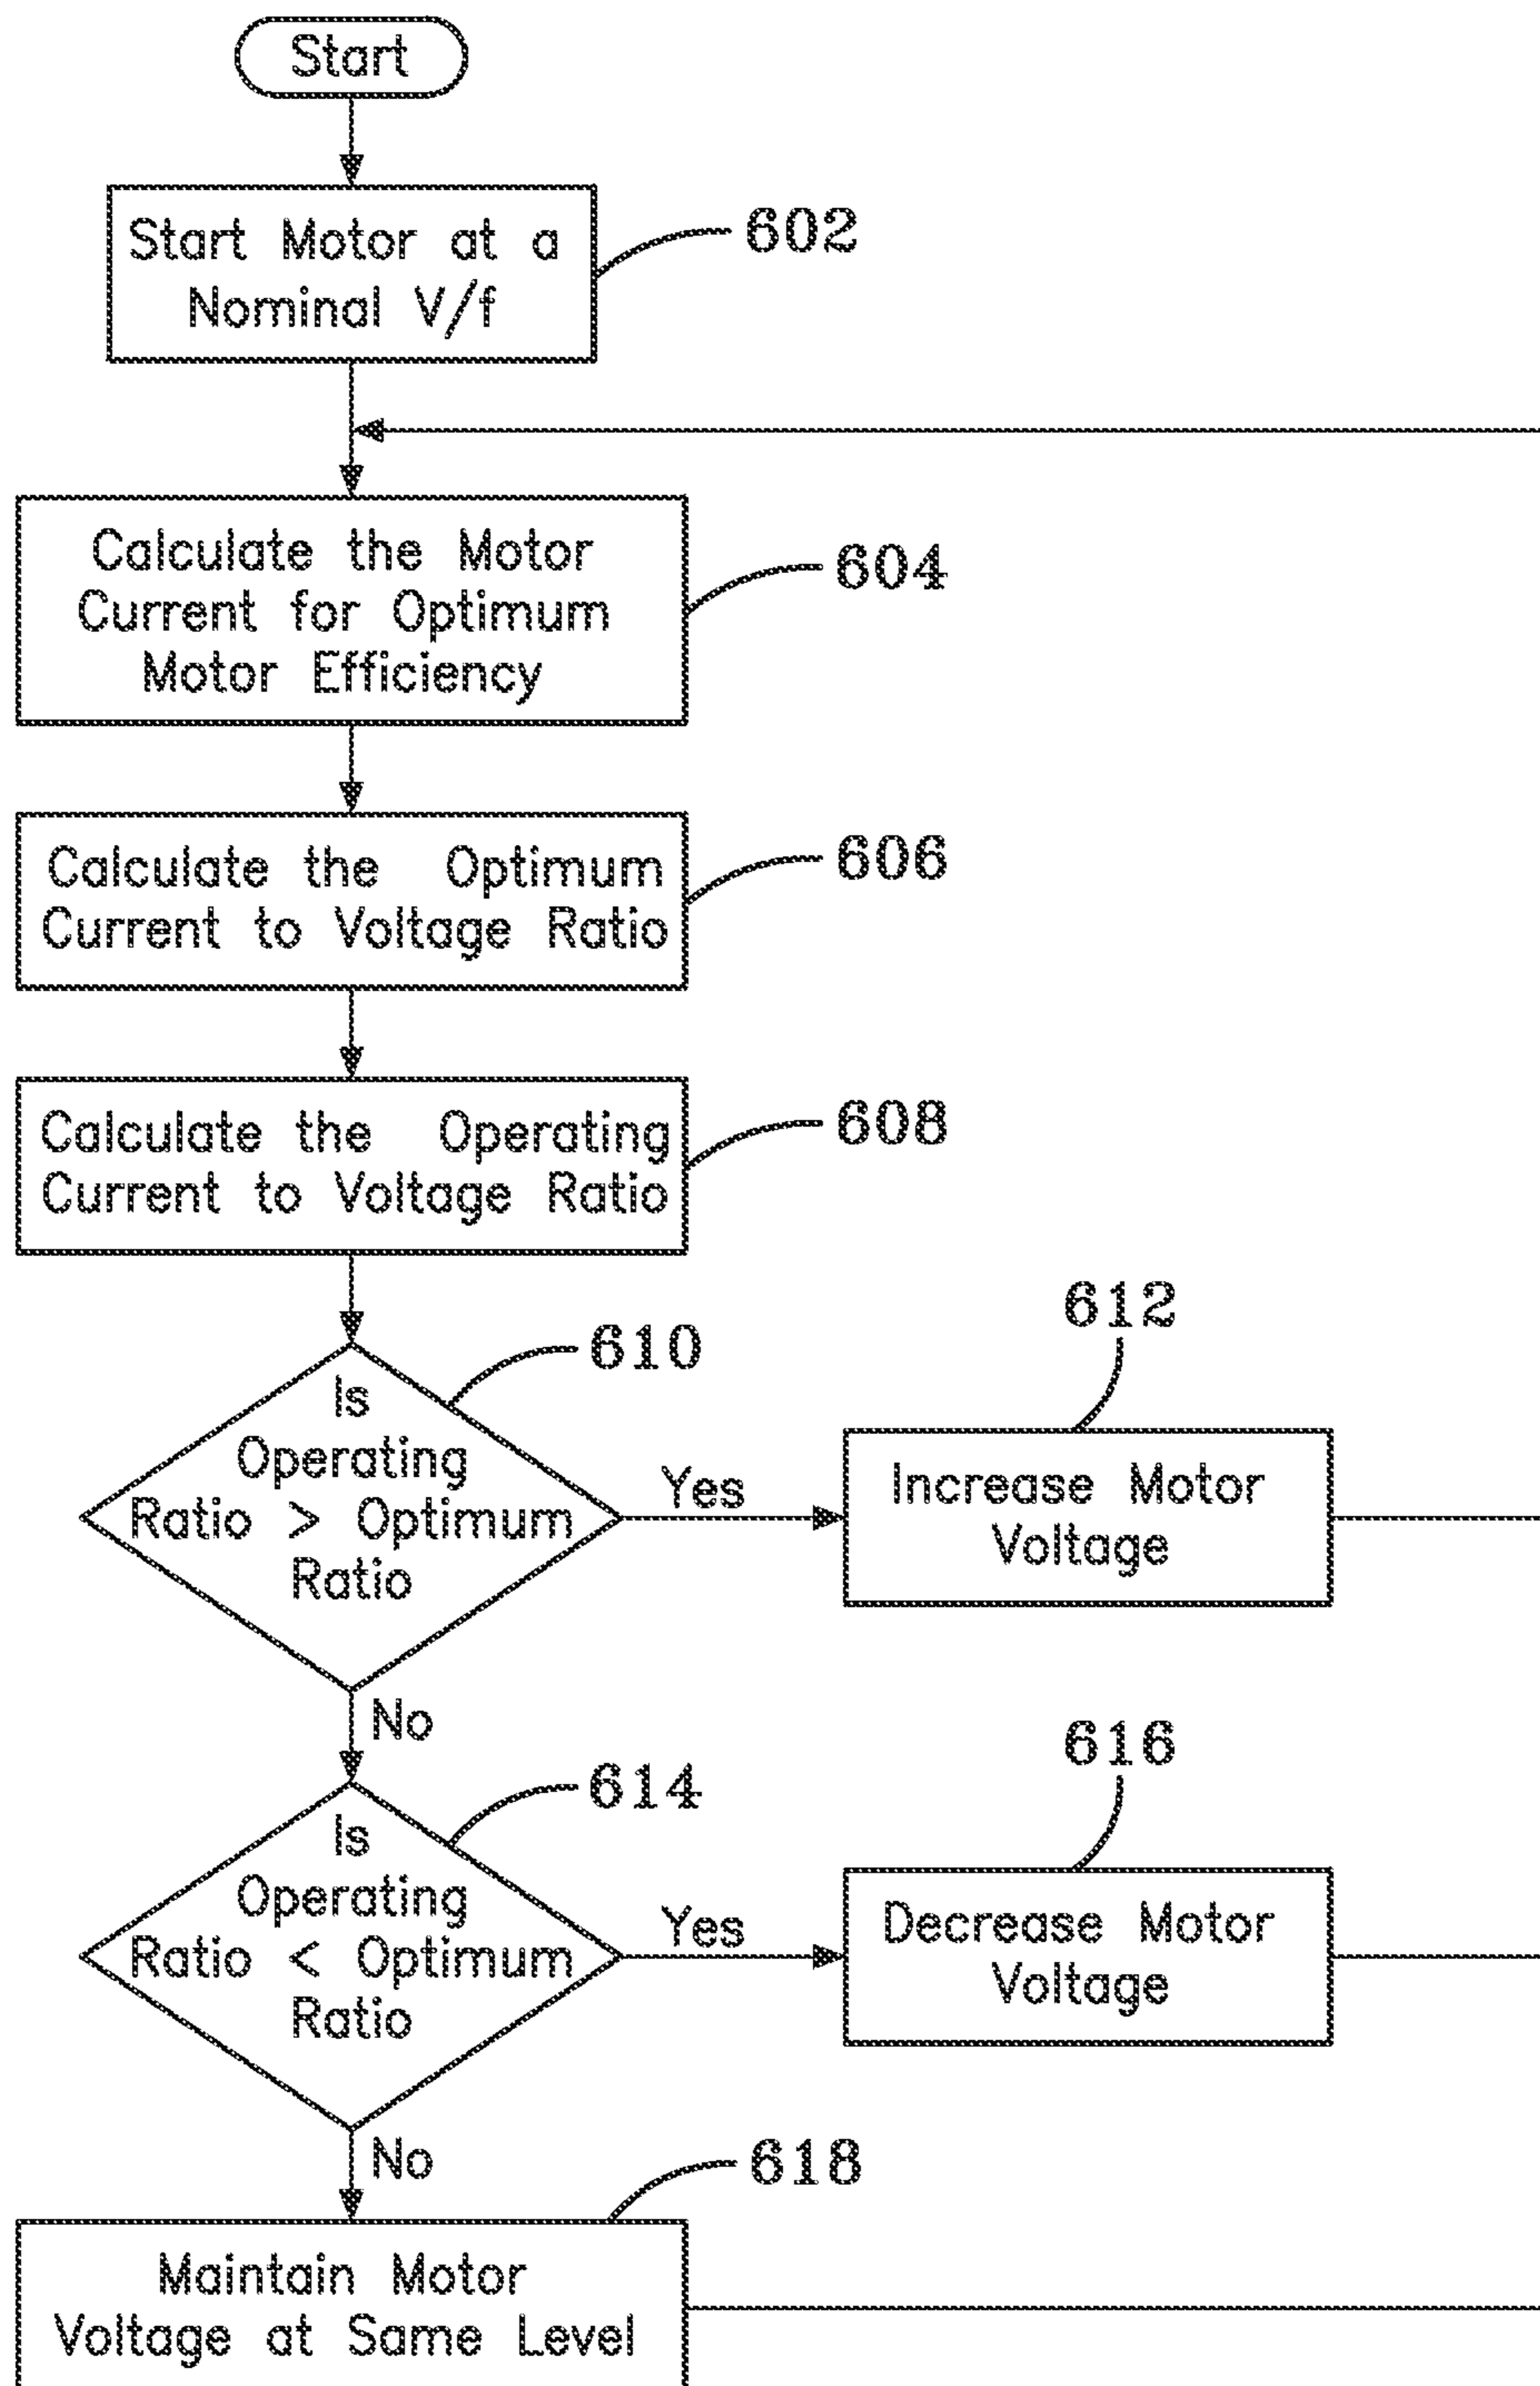 Start
Start Motor at a
Nominal V/f
602
Calculate the Motor
Current for Optimum
Motor Efficiency
604
Calculate the Optimum
Current to Voltage Ratio
606
Calculate the Operating
Current to Voltage Ratio
608
Is
Operating
Ratio > Optimum
Ratio
610
Yes
612
Increase Motor
Voltage
No
Is
Operating
Ratio < Optimum
Ratio
614
Yes
616
Decrease Motor
Voltage
No
618
Maintain Motor
Voltage at Same Level